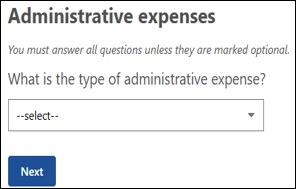 Administrative expenses
You must answer all questions unless they are marked optional.
What is the type of administrative expense?
--select--
Next